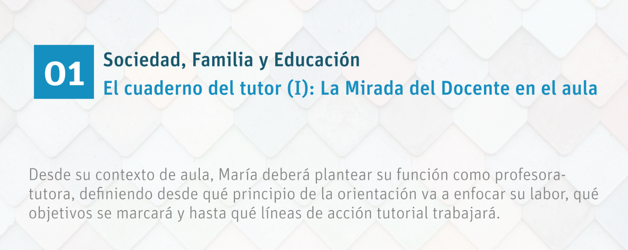 01
Sociedad, Familia y Educación
El cuaderno del tutor (I): La Mirada del Docente en el aula
Desde su contexto de aula, María deberá plantear su función como profesora-
tutora, definiendo desde qué principio de la orientación va a enfocar su labor, qué
objetivos se marcará y hasta qué líneas de acción tutorial trabajará.